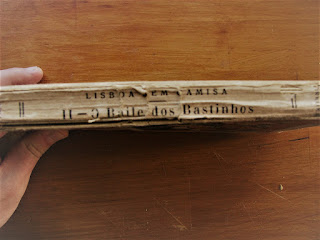 LISBOA EM CAMISA
II — O Baile dos Bastinhos